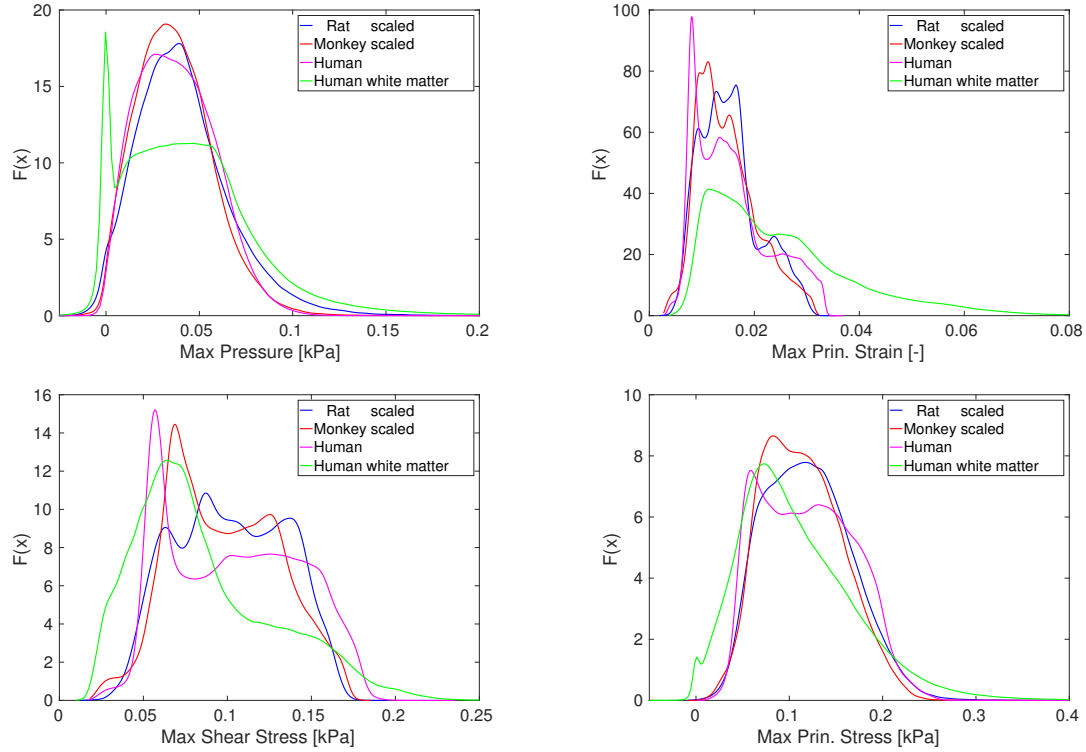 20
15
10
5
0
F(x)
0
0.05
0.1
0.15
0.2
Max Pressure [kPa]
Rat scaled
Monkey scaled
Human
Human white matter
100
80
60
40
20
0
F(x)
0
0.02
0.04
0.06
0.08
Max Prin. Strain [-]
Rat scaled
Monkey scaled
Human
Human white matter
16
14
12
10
8
6
4
2
0
F(x)
0
0.05
0.1
0.15
0.2
0.25
Max Shear Stress [kPa]
Rat scaled
Monkey scaled
Human
Human white matter
10
8
6
4
2
0
F(x)
0
0.1
0.2
0.3
0.4
Max Prin. Stress [kPa]
Rat scaled
Monkey scaled
Human
Human white matter